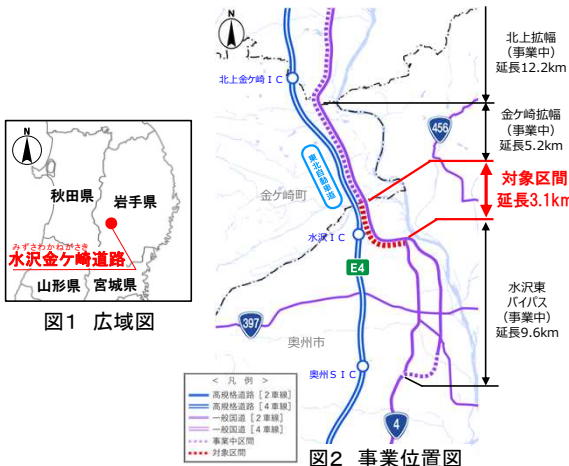 N
秋田県
岩手県
みずさわかねがさき
水沢金ケ崎道路
山形県
宮城県
図1 広域図
N
北上金ケ崎ＩＣ
東北自動車道
金ケ崎町
水沢ＩＣ
E4
456
397
奥州市
奥州ＳＩＣ
4
北上拡幅
（事業中）
延長12.2km
金ケ崎拡幅
（事業中）
延長5.2km
対象区間
延長3.1km
水沢東
バイパス
（事業中）
延長9.6km
＜ 凡 例 ＞
高規格道路［２車線］
高規格道路［４車線］
一般国道［２車線］
一般国道［４車線］
事業中区間
対象区間
図2 事業位置図